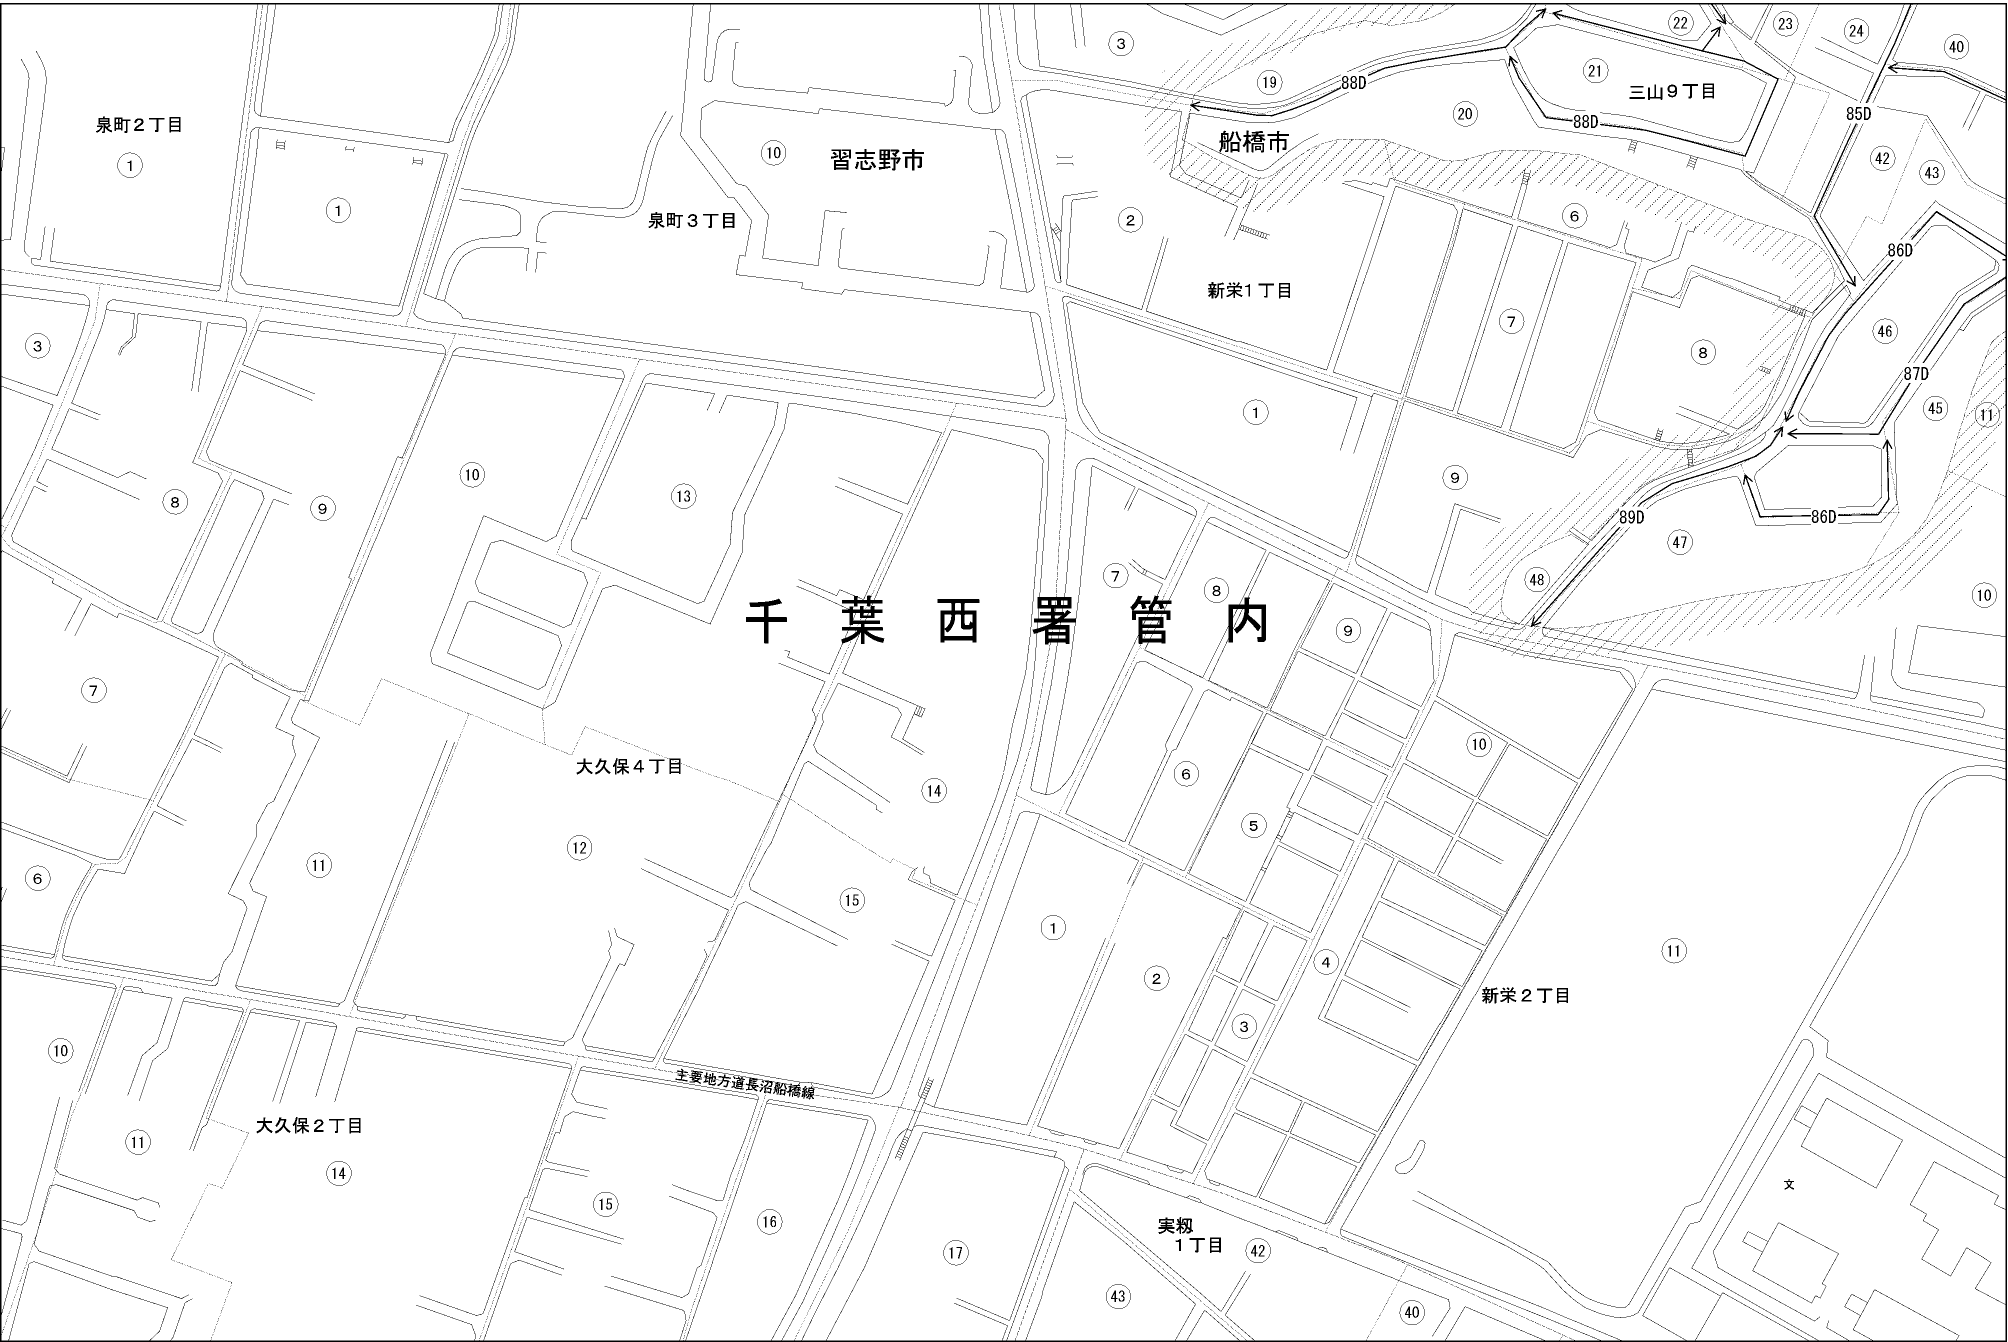 22
23
24
40
3
19
88D
21
三山9丁目
85D
20
88D
船橋市
42
43
泉町2丁目
1
10
習志野市
1
泉町3丁目
2
6
86D
新栄1丁目
7
46
3
8
87D
45
11
1
10
13
9
8
9
89D
86D
47
7
8
48
10
千葉西署管内
9
7
大久保4丁目
10
6
14
5
12
11
6
15
1
4
11
2
新栄2丁目
3
10
主要地方道長沼船橋線
大久保2丁目
11
14
文
15
16
実籾
1丁目
17
42
43
40